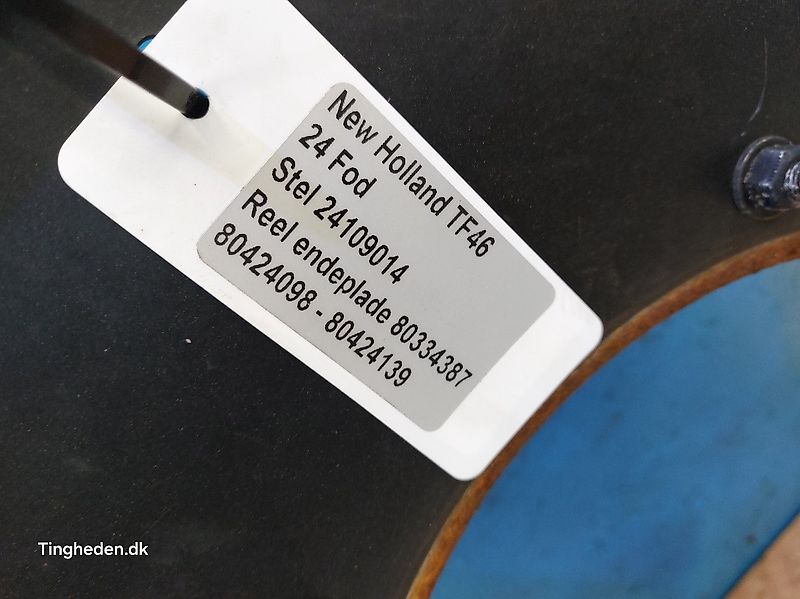 New Holland TF46
24 Fod
Stel 24109014
Reel endeplade 80334387
80424098 - 80424139
Tingheden.dk